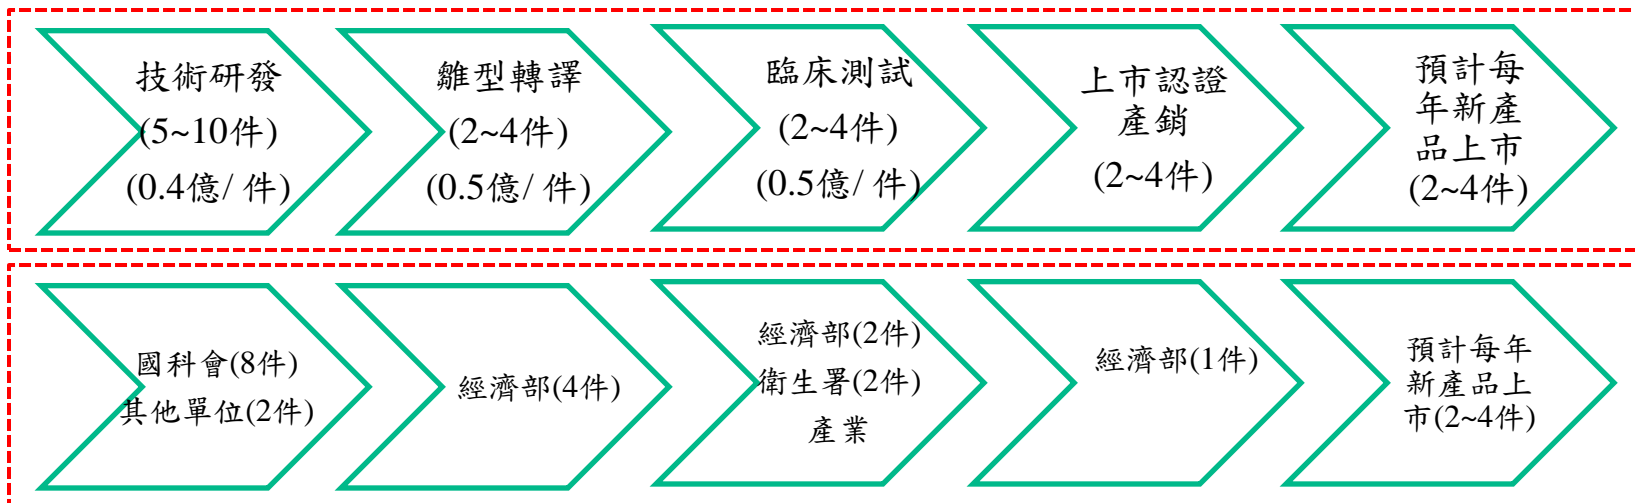 技術研發
(5~10件)
(0.4億/ 件)
雛型轉譯
(2~4件)
(0.5億/ 件)
臨床測試
(2~4件)
(0.5億/ 件)
上市認證
產銷
(2~4件)
預計每
年新產
品上市
(2~4件)
國科會(8件)
其他單位(2件)
經濟部(4件)
經濟部(2件)
衛生署(2件)
產業
經濟部(1件)
預計每年
新產品上
市(2~4件)